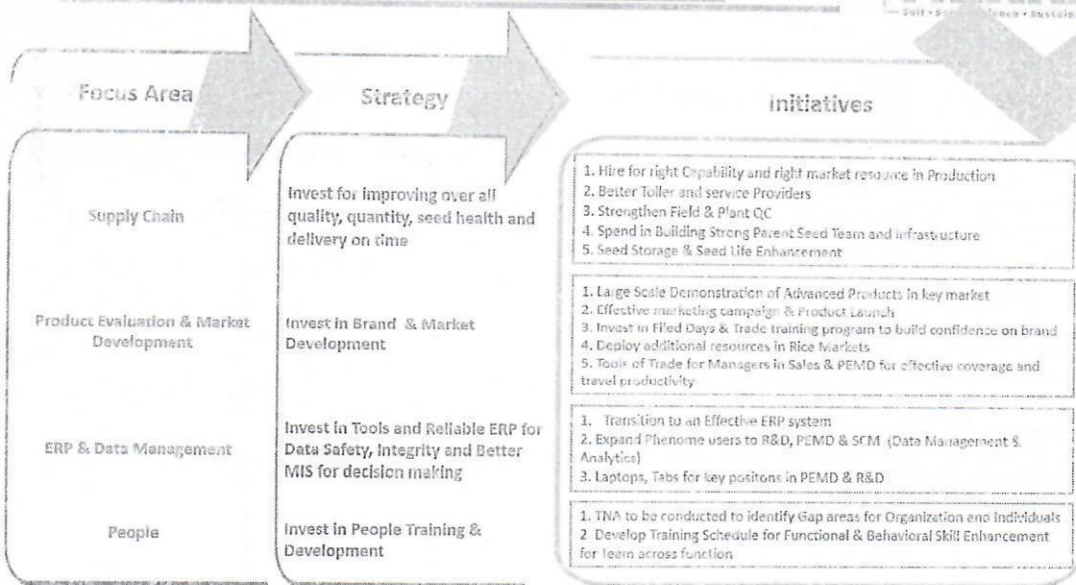 Focus Area
Strategy
Initiatives
Supply Chain
Invest for improving over all
quality, quantity, seed health and
delivery on time
1. Hire for right Capability and right market resource in Production
2. Better Toller and service Providers
3. Strengthen Field & Plant QC
4. Spend in Building Strong Parent Seed Team and infrastructure
5. Seed Storage & Seed Life Enhancement
Product Evaluation & Market
Development
Invest in Brand & Market
Development
1. Large Scale Demonstration of Advanced Products in key market
2. Effective marketing campaign & Product Launch
3. Invest in Filed Days & Trade training program to build confidence on brand
4. Deploy additional resources in Rice Markets
5. Tools of Trade for Managers in Sales & PEMD for effective coverage and
travel productivity
ERP & Data Management
Invest in Tools and Reliable ERP for
Data Safety, Integrity and Better
MIS for decision making
1. Transition to an Effective ERP system
2. Expand Phenome users to R&D, PEMD & SCM (Data Management &
Analytics)
3. Laptops, Tabs for key positons in PEMD & R&D
People
Invest in People Training &
Development
1. TNA to be conducted to identify Gap areas for Organization and Individuals
2 Develop Training Schedule for Functional & Behavioral Skill Enhancement
for Team across function